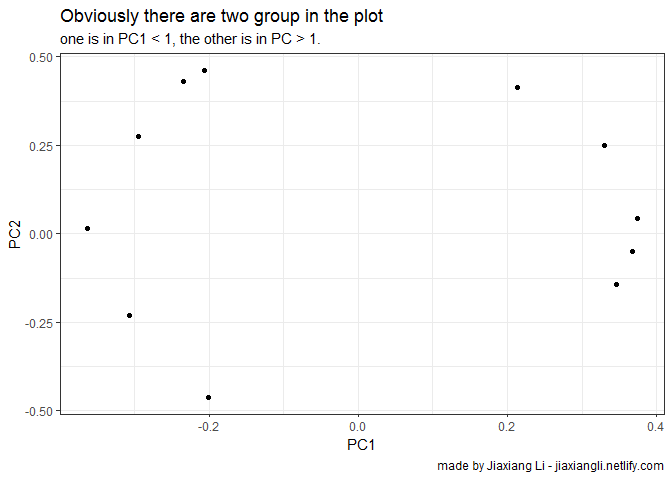 Obviously there are two group in the plot
one is in PC1 < 1, the other is in PC > 1.
0.50
0.25
0.00
-0.25
-0.50
PC2
-0.2
0.0
0.2
0.4
PC1
made by Jiaxiang Li - jiaxiangli.netlify.com